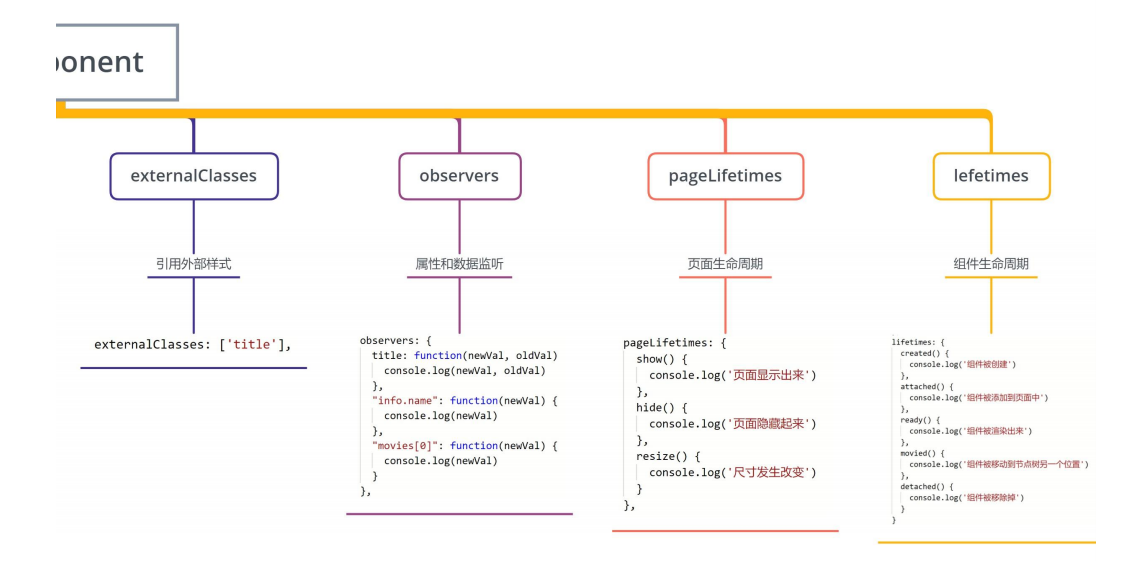 ponent
externalClasses
observers
pageLifetimes
lefetimes
引用外部样式
属性和数据监听
页面生命周期
组件生命周期
externalClasses: ['title'],
observers: {
title: function(newVal, oldVal)
console.log(newVal, oldVal)
},
"info.name": function(newVal) {
console.log(newVal)
},
"movies[0]": function(newVal) {
console.log(newVal)
}
},
pageLifetimes: {
show() {
console.log('页面显示出来')
},
hide() {
console.log('页面隐藏起来')
},
resize() {
console.log('尺寸发生改变')
}
},
lifetimes: {
created() {
console.log('组件被创建')
},
attached() {
console.log('组件被添加到页面中')
},
ready() {
console.log('组件被渲染出来')
},
movied() {
console.log('组件被移动到节点树另一个位置')
},
detached() {
console.log('组件被移除掉')
}
}